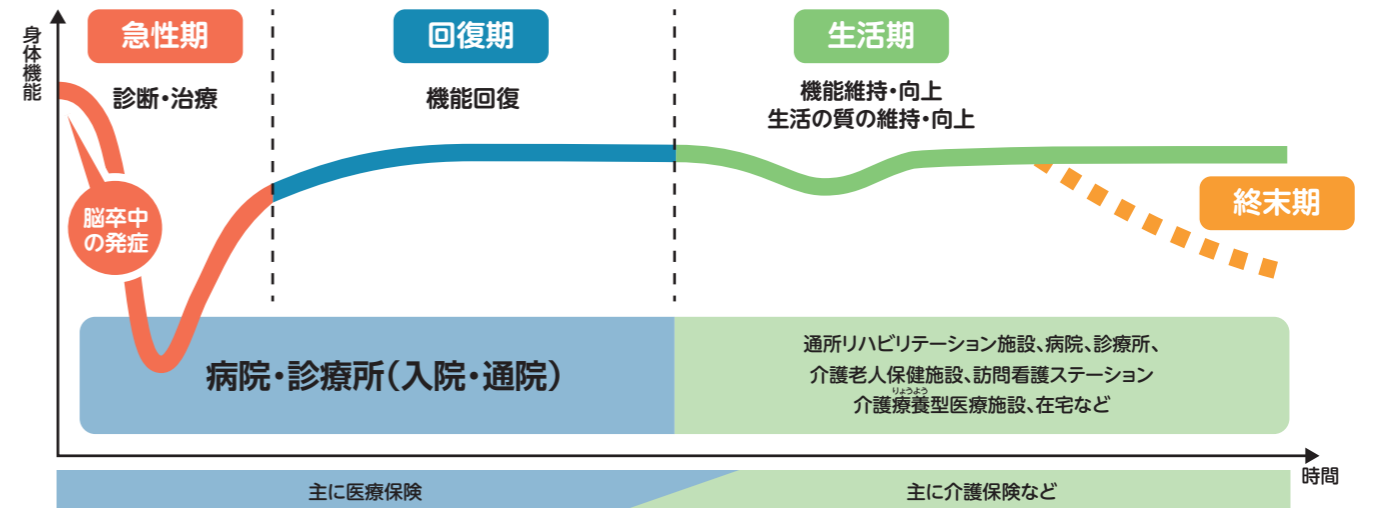 身体機能
急性期
診断・治療
脳卒中
の発症
回復期
機能回復
生活期
機能維持・向上
生活の質の維持・向上
終末期
病院・診療所(入院・通院)
通所リハビリテーション施設、病院、診療所、
介護老人保健施設、訪問看護ステーション
りょうよう
介護療養型医療施設、在宅など
時間
主に医療保険
主に介護保険など